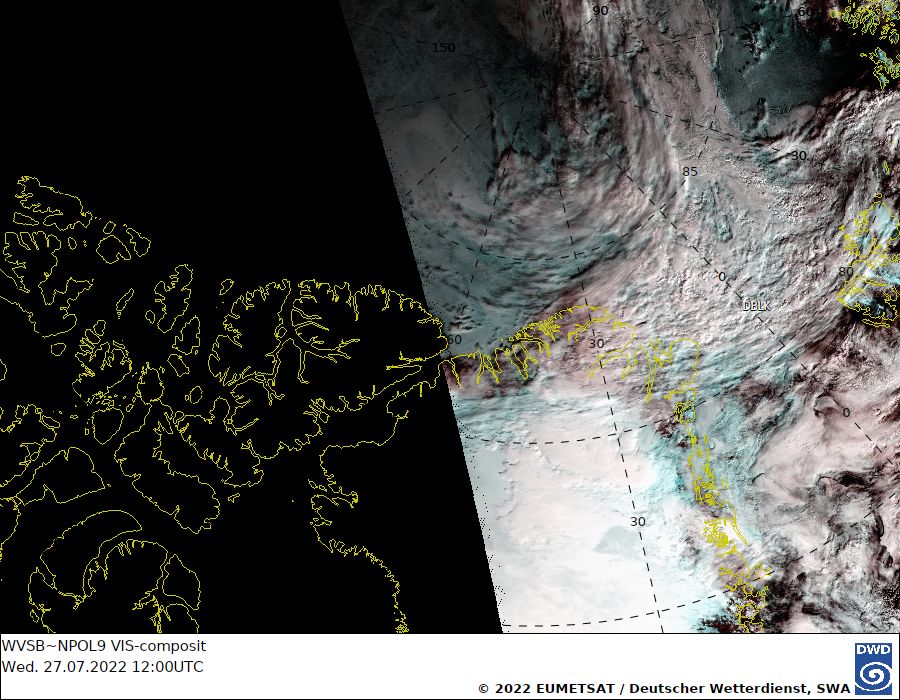 90
60
150
90
30
85
80
0
DBLK
60
30
0
30
WVSB~NPOL9 VIS-composit
Wed. 27.07.2022 12:00UTC
DWD
© 2022 EUMETSAT / Deutscher Wetterdienst, SWA